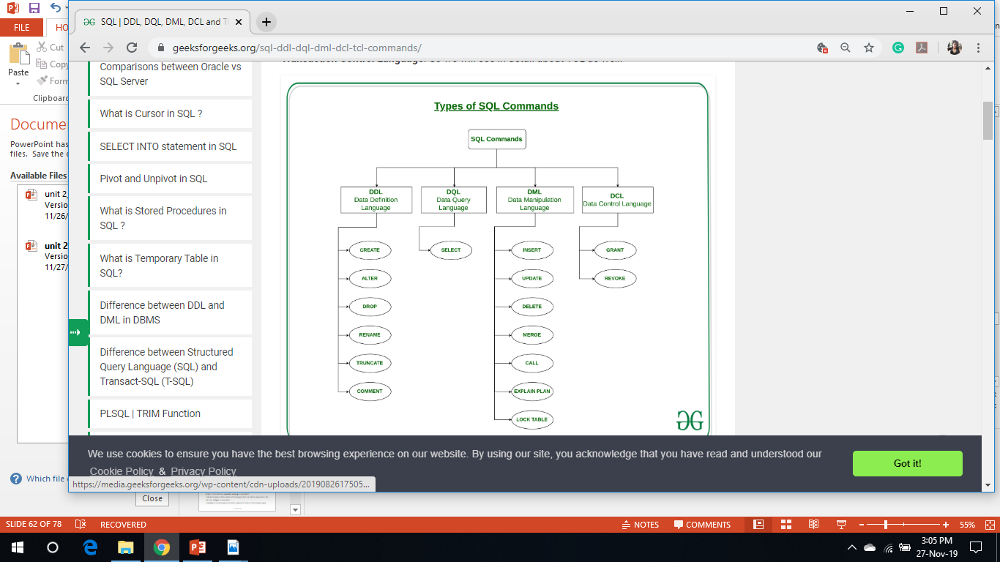 FILE
HO
Cut
Copy
Form
Paste
Clipboard
Docume
PowerPoint has
files. Save the
Available Files
unit 2_
Versio
11/26/
unit 2
Versio
11/27/
Which file
Close
SQL | DDL, DQL, DML, DCL and T
geeksforgeeks.org/sql-ddl-dql-dml-dcl-tcl-commands/
Comparisons between Oracle vs
SQL Server
What is Cursor in SQL ?
SELECT INTO statement in SQL
Pivot and Unpivot in SQL
What is Stored Procedures in
SQL ?
What is Temporary Table in
SQL?
Difference between DDL and
DML in DBMS
Difference between Structured
Query Language (SQL) and
Transact-SQL (T-SQL)
PLSQL | TRIM Function
Types of SQL Commands
SQL Commands
DDL
Data Definition
Language
DQL
Data Query
Language
DML
Data Manipulation
Language
DCL
Data Control Language
CREATE
ALTER
DROP
RENAME
TRUNCATE
COMMENT
SELECT
INSERT
UPDATE
DELETE
MERGE
CALL
EXPLAIN PLAN
LOCK TABLE
GRANT
REVOKE
We use cookies to ensure you have the best browsing experience on our website. By using our site, you acknowledge that you have read and understood our
Cookie Policy & Privacy Policy
Got it!
https://media.geeksforgeeks.org/wp-content/cdn-uploads/2019082617505...
SLIDE 62 OF 78
RECOVERED
NOTES
COMMENTS
55%
3:05 PM
27-Nov-19